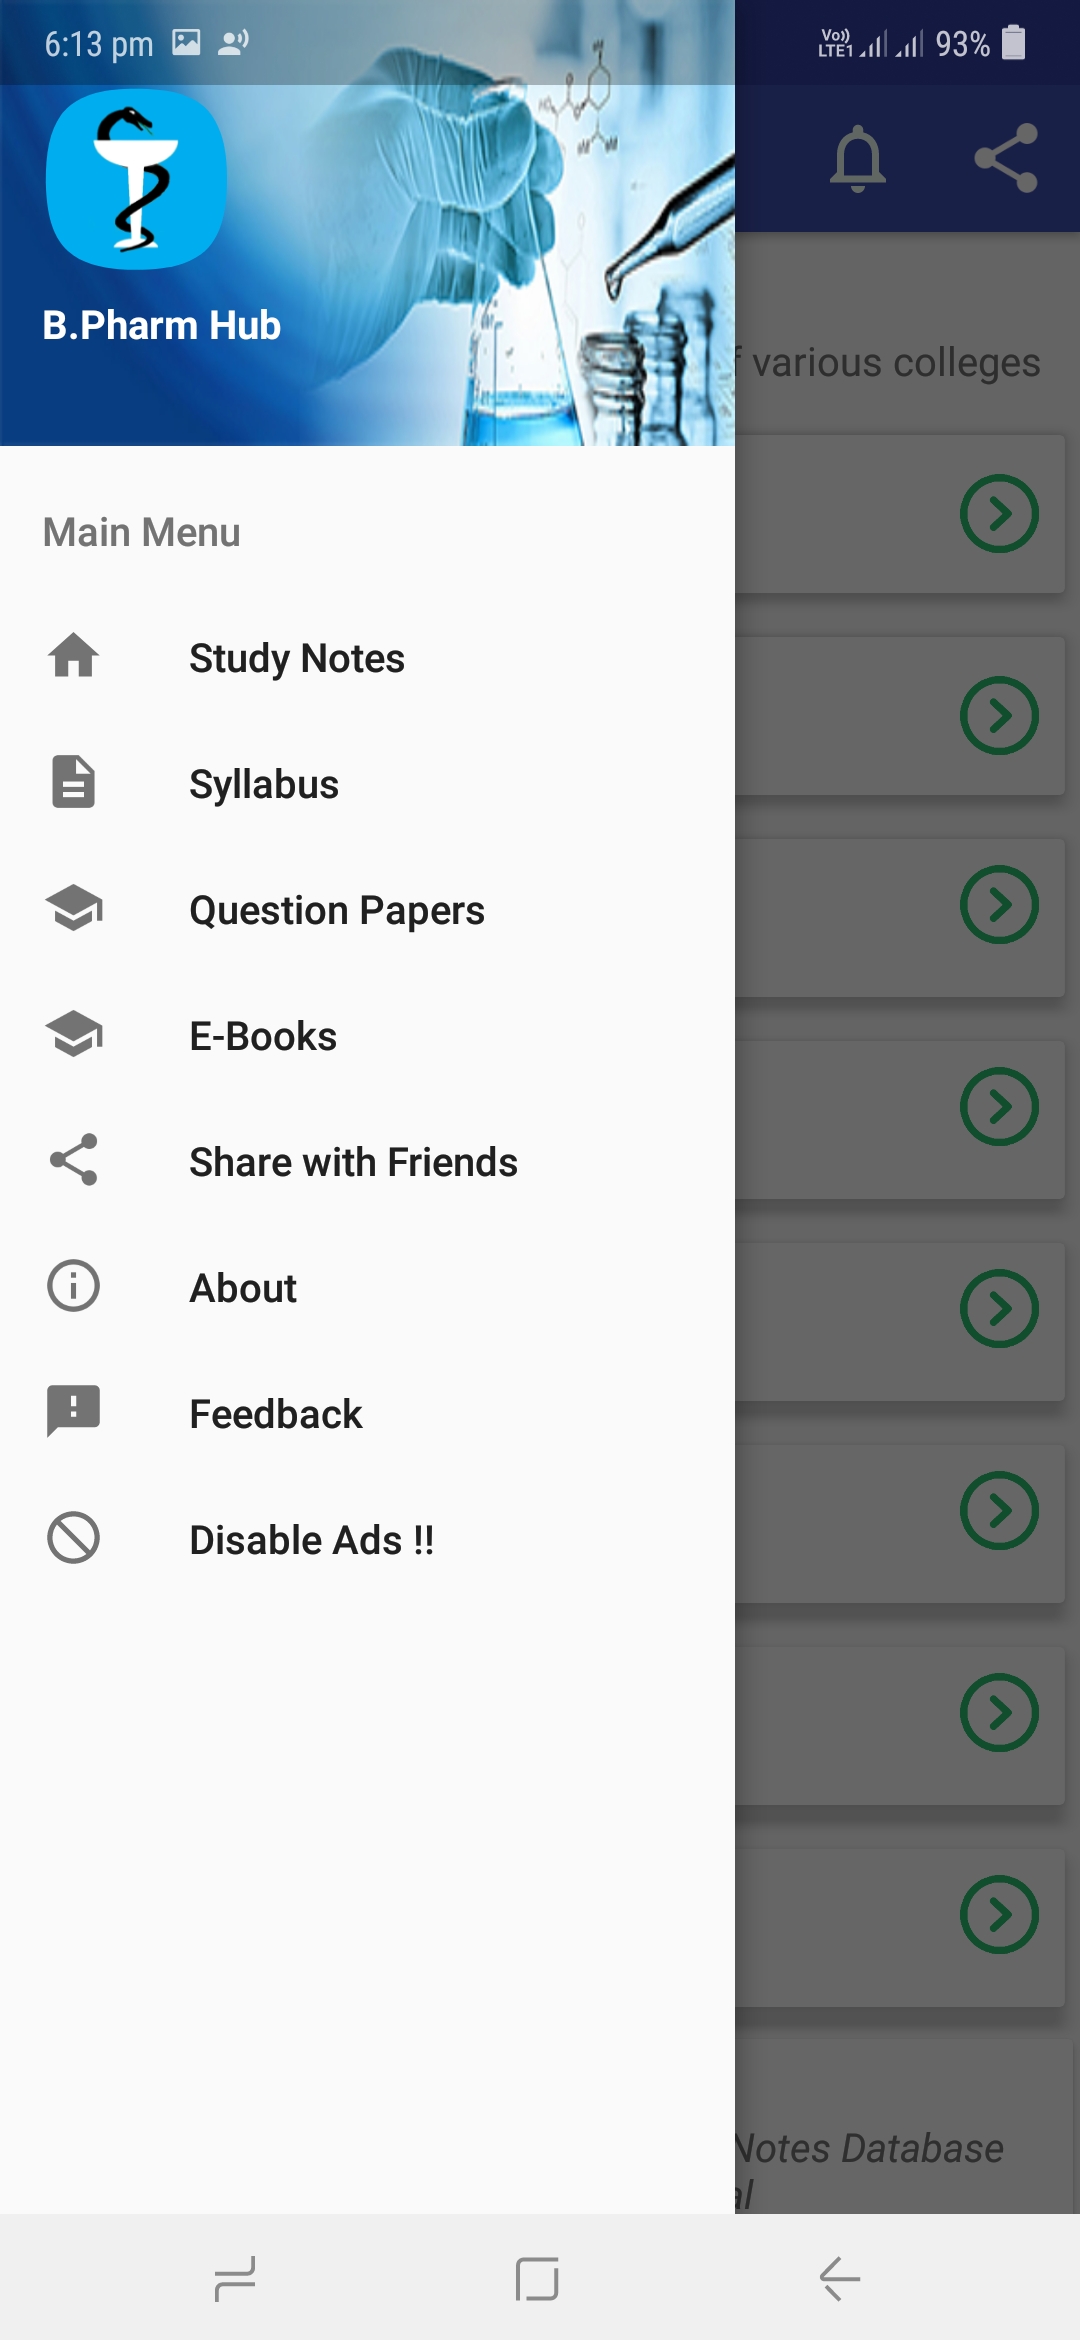 6:13 pm
Vo)) LTE1 93%
B.Pharm Hub
various colleges
Main Menu
Study Notes
Syllabus
Question Papers
E-Books
Share with Friends
About
Feedback
Disable Ads !!
Notes Database